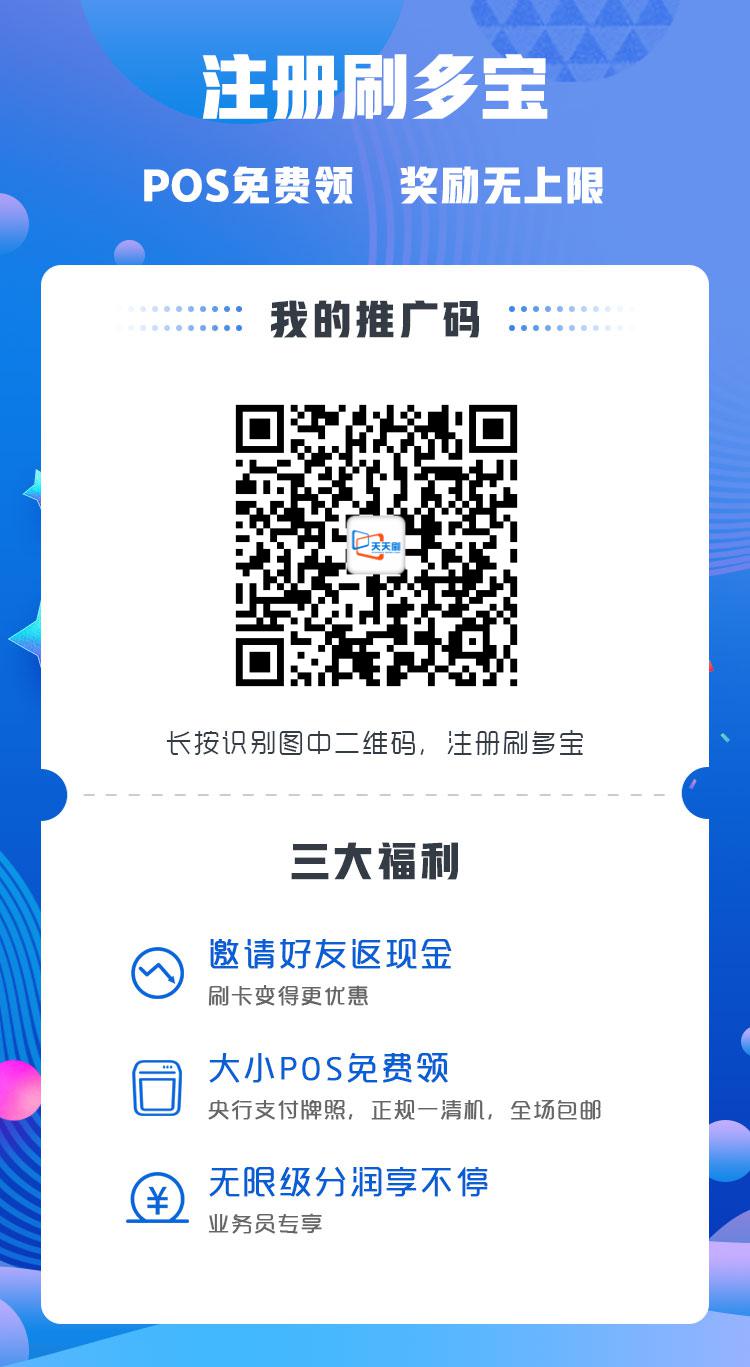 注册刷多宝
POS免费领 奖励无上限
我的推广码
天天刷
长按识别图中二维码，注册刷多宝
三大福利
邀请好友返现金
刷卡变得更优惠
大小POS免费领
央行支付牌照，正规一清机，全场包邮
无限级分润享不停
业务员专享